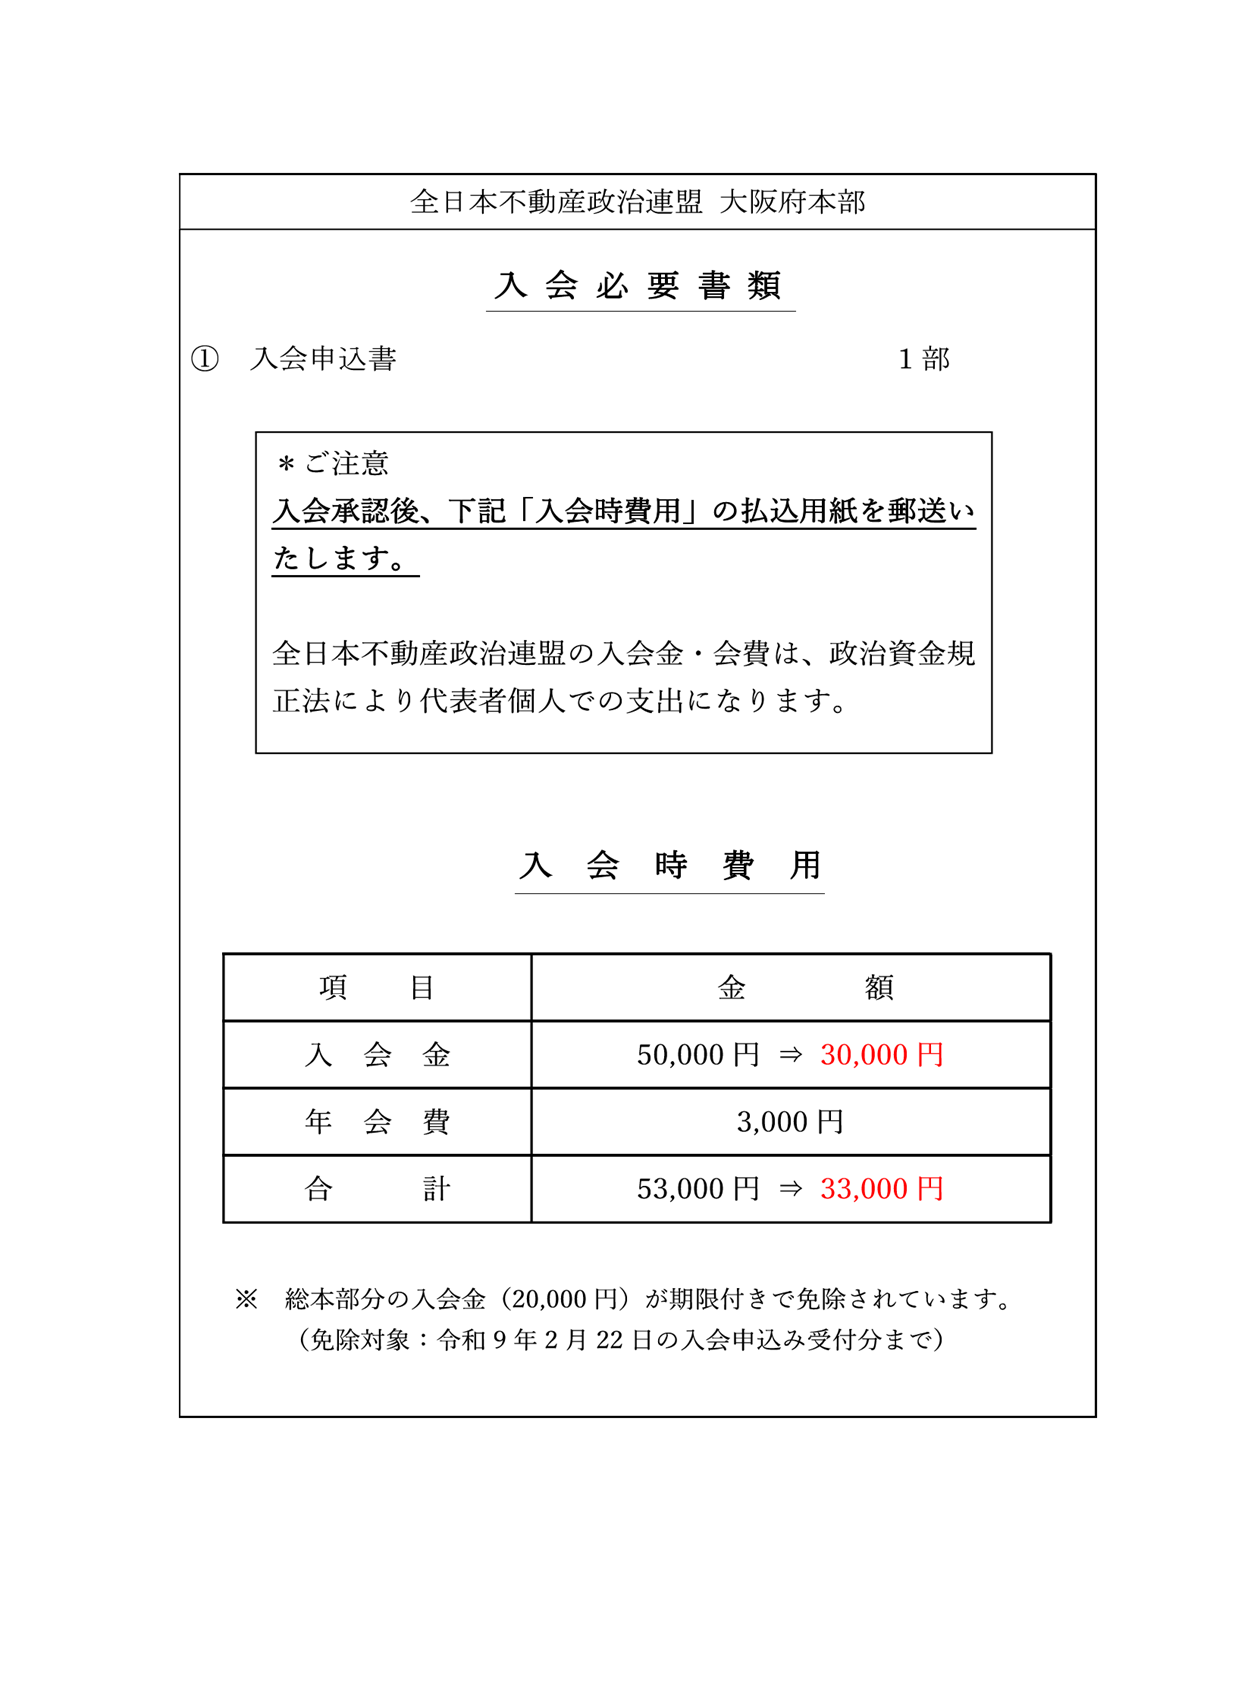 全日本不動産政治連盟 大阪府本部
入会必要書類
① 入会申込書 1部
＊ご注意
入会承認後、下記「入会時費用」の払込用紙を郵送い
たします。
全日本不動産政治連盟の入会金・会費は、政治資金規
正法により代表者個人での支出になります。
入会時費用
項目 金額
入会金 50,000円 ⇒ 30,000円
年会費 3,000円
合計 53,000円 ⇒ 33,000円
※ 総本部分の入会金（20,000円）が期限付きで免除されています。
（免除対象：令和9年2月22日の入会申込み受付分まで）